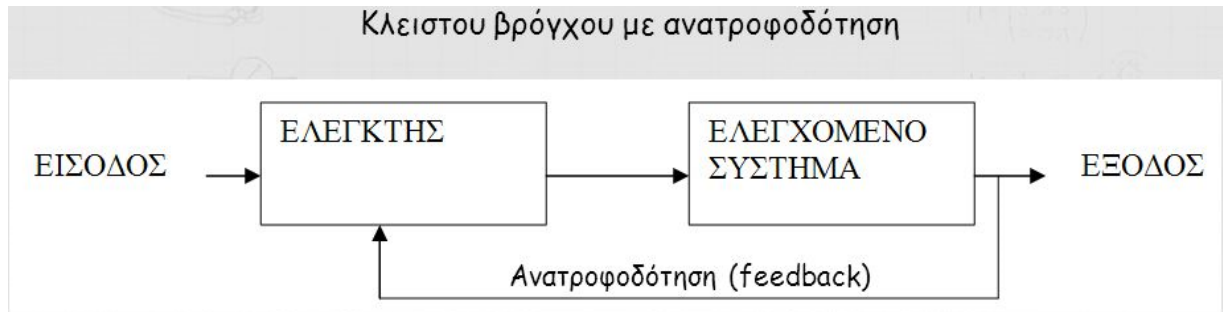 Κλειστου βρόγχου με ανατροφοδότηση
ΕΙΣΟΔΟΣ
ΕΛΕΓΚΤΗΣ
ΕΛΕΓΧΟΜΕΝΟ
ΣΥΣΤΗΜΑ
ΕΞΟΔΟΣ
Ανατροφοδότηση (feedback)